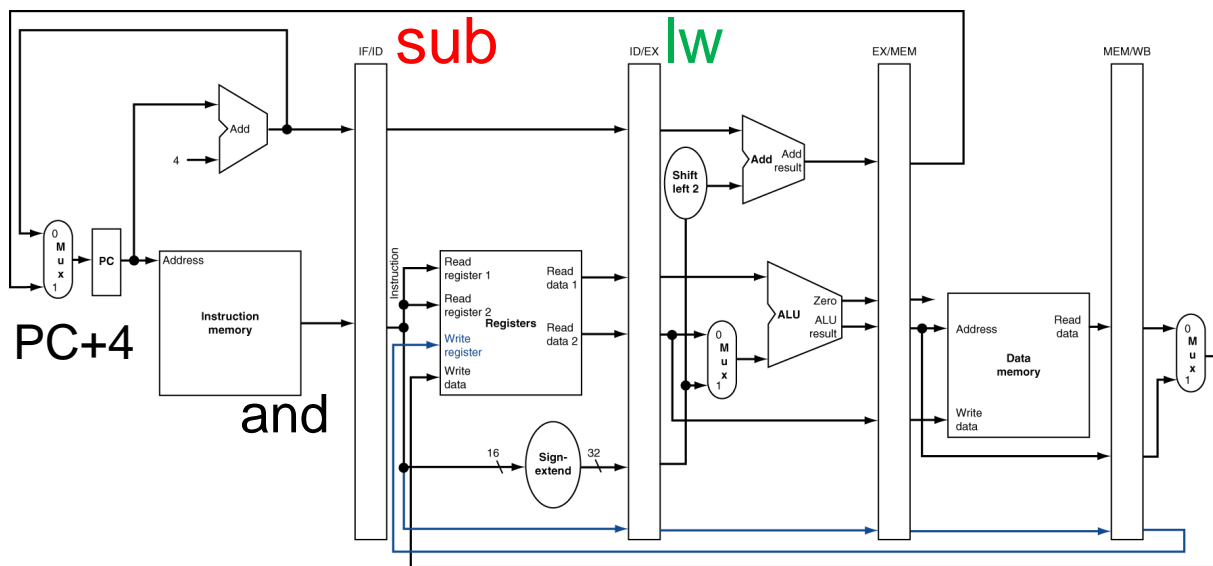 sub
lw
IF/ID
ID/EX
EX/MEM
MEM/WB
Add
4
Shift
left 2
Add
Add
result
0
M
u
x
1
PC
Address
Instruction
memory
PC+4
and
Instruction
Read
register 1
Read
register 2
Write
register
Write
data
Registers
Read
data 1
Read
data 2
16
Sign-
extend
32
0
M
u
x
1
Zero
ALU
ALU
result
Address
Read
data
Data
memory
Write
data
0
M
u
x
1